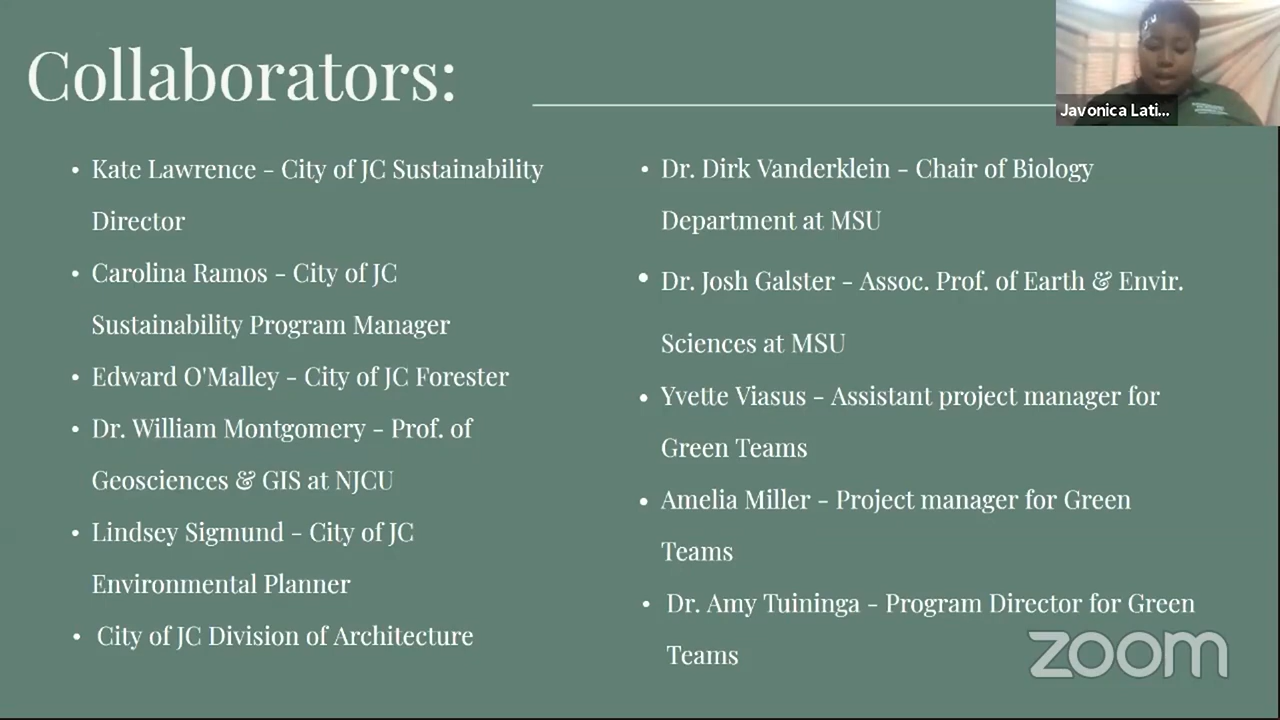 Collaborators:
Javonica Lati...
• Kate Lawrence - City of JC Sustainability
Director
• Carolina Ramos - City of JC
Sustainability Program Manager
• Edward O'Malley - City of JC Forester
• Dr. William Montgomery - Prof. of
Geosciences & GIS at NJCU
• Lindsey Sigmund - City of JC
Environmental Planner
• City of JC Division of Architecture
• Dr. Dirk Vanderklein - Chair of Biology
Department at MSU
• Dr. Josh Galster - Assoc. Prof. of Earth & Envir.
Sciences at MSU
• Yvette Viasus - Assistant project manager for
Green Teams
• Amelia Miller - Project manager for Green
Teams
• Dr. Amy Tuininga - Program Director for Green
Teams
zoom